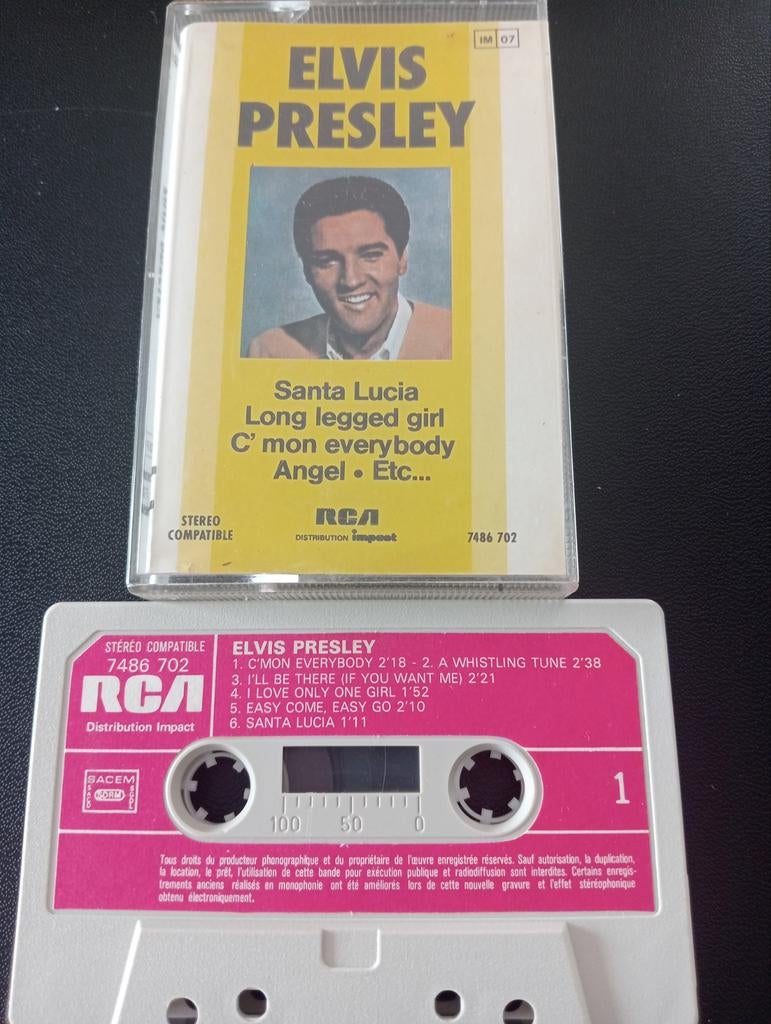 IM 07
ELVIS
PRESLEY
Santa Lucia
Long legged girl
C' mon everybody
Angel • Etc...
STEREO
COMPATIBLE
RCA
DISTRIBUTION impact
7486 702
STÉRÉO COMPATIBLE
7486 702
RCA
Distribution Impact
ELVIS PRESLEY
1. C'MON EVERYBODY 2'18 - 2. A WHISTLING TUNE 2'38
3. I'LL BE THERE (IF YOU WANT ME) 2'21
4. I LOVE ONLY ONE GIRL 1'52
5. EASY COME, EASY GO 2'10
6. SANTA LUCIA 1'11
SACEM
SACD SDRM SGDL
1
100 50 0
Tous droits du producteur phonographique et du propriétaire de l'œuvre enregistrée réservés. Sauf autorisation, la duplication,
la location, le prêt, l'utilisation de cette bande pour exécution publique et radiodiffusion sont interdites. Certains enregis-
trements anciens réalisés en monophonie ont été améliorés lors de cette nouvelle gravure et l'effet stéréophonique
obtenu électroniquement.